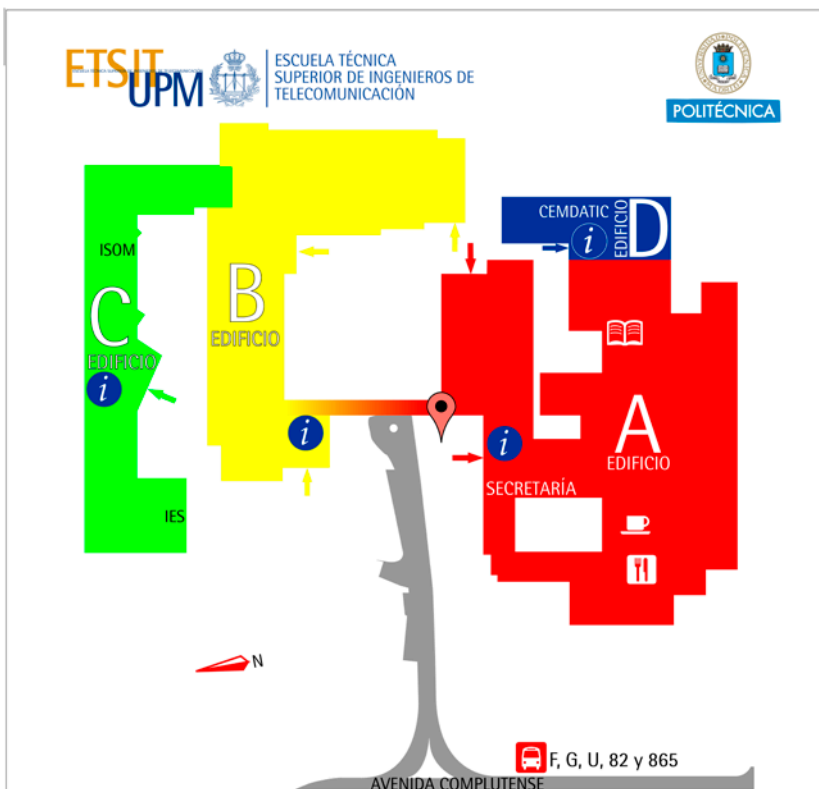 ETSIT
UPM
ESCUELA TÉCNICA
SUPERIOR DE INGENIEROS DE
TELECOMUNICACIÓN
POLITÉCNICA
CEMDATIC
i
EDIFICIO
D
ISOM
B
EDIFICIO
C
EDIFICIO
i
A
EDIFICIO
i
i
SECRETARÍA
IES
N
F, G, U, 82 y 865
AVENIDA COMPLUTENSE